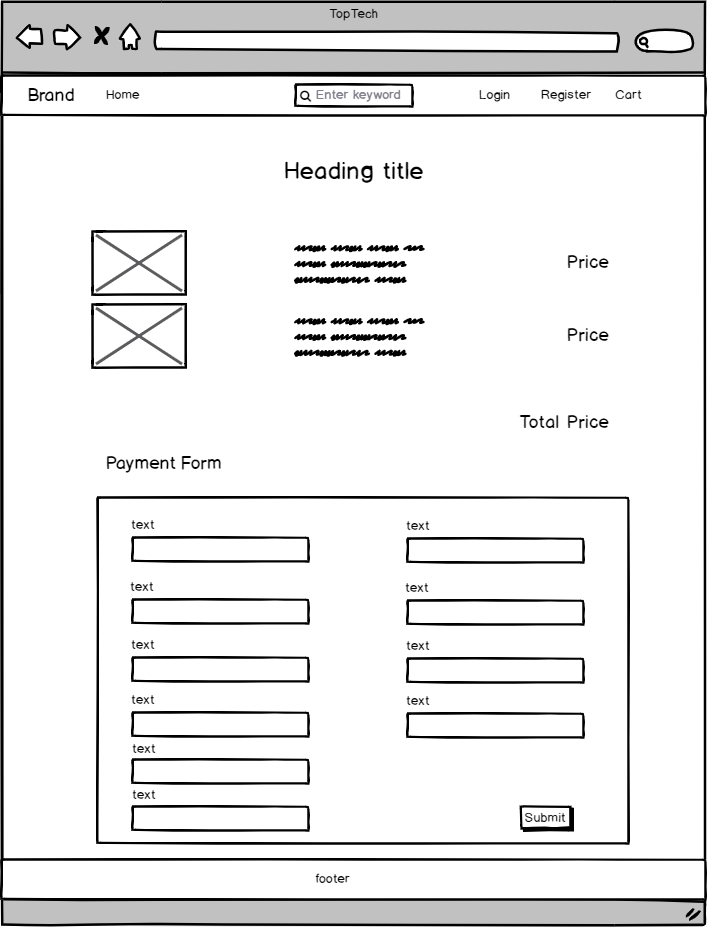 TopTech
Brand Home Enter keyword Login Register Cart
Heading title
Price
Price
Total Price
Payment Form
text text
text text
text text
text text
text
text
Submit
footer